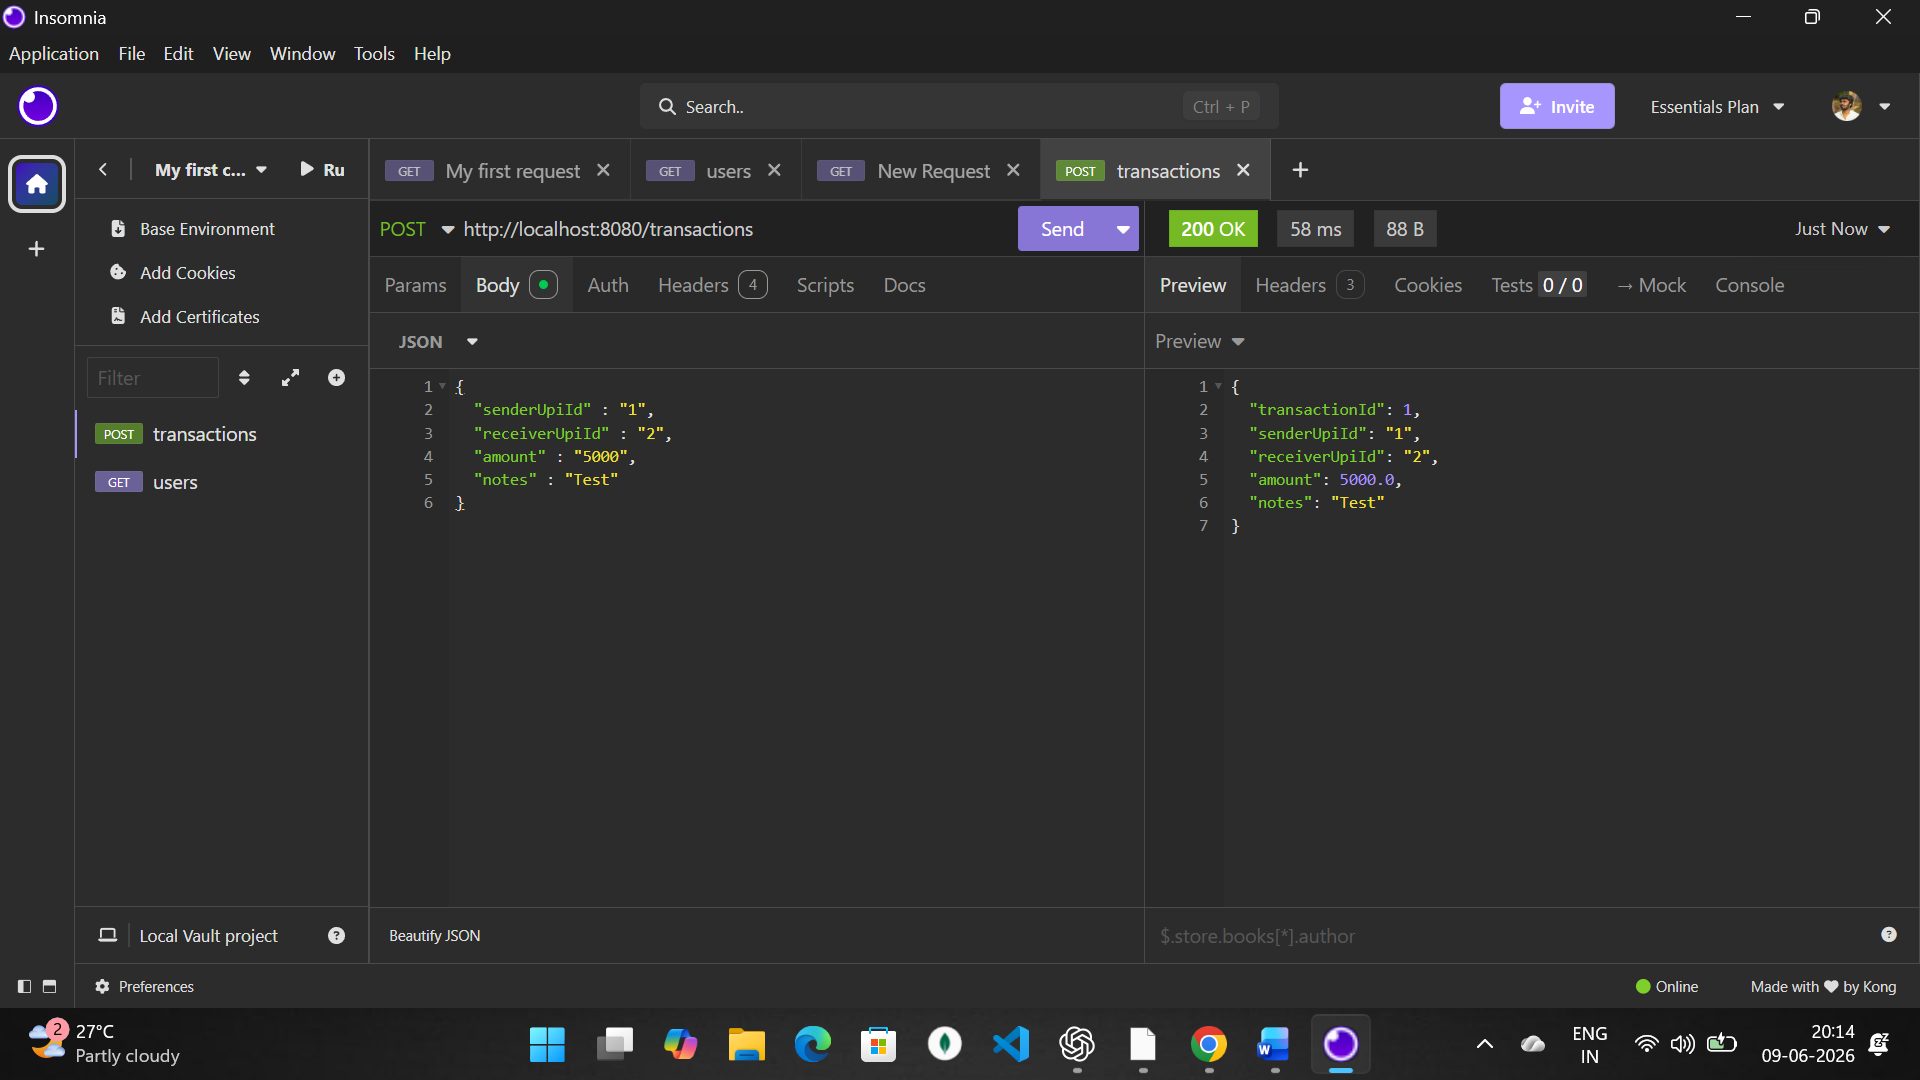 Insomnia
Application File Edit View Window Tools Help
Search.. Ctrl + P
Invite
Essentials Plan
My first c... Ru
GET My first request
GET users
GET New Request
POST transactions
Base Environment
Add Cookies
Add Certificates
Filter
POST transactions
GET users
Local Vault project
POST http://localhost:8080/transactions
Send
Params Body Auth Headers 4 Scripts Docs
JSON
1 {
2 "senderUpiId" : "1",
3 "receiverUpiId" : "2",
4 "amount" : "5000",
5 "notes" : "Test"
6 }
Beautify JSON
200 OK 58 ms 88 B
Just Now
Preview Headers 3 Cookies Tests 0 / 0 → Mock Console
Preview
1 {
2 "transactionId": 1,
3 "senderUpiId": "1",
4 "receiverUpiId": "2",
5 "amount": 5000.0,
6 "notes": "Test"
7 }
$.store.books[*].author
Preferences
Online
Made with ❤ by Kong
2
27°C
Partly cloudy
W
ENG
IN
20:14
09-06-2026